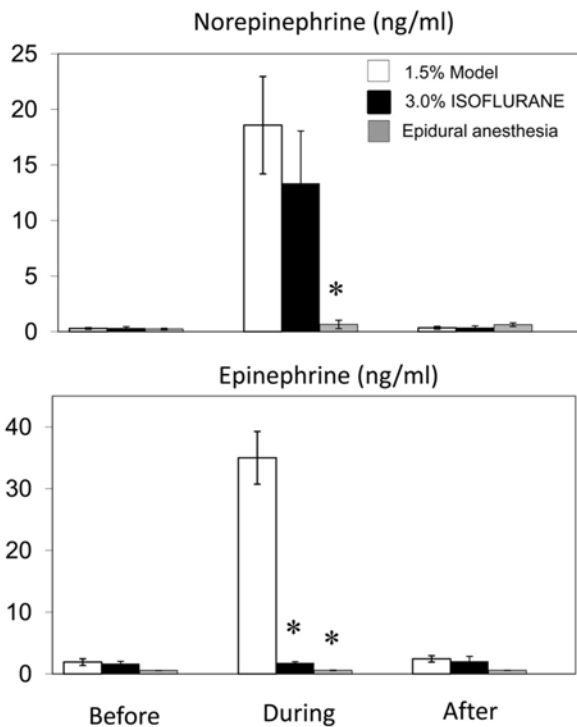 Norepinephrine (ng/ml)
25
20
15
10
5
0
1.5% Model
3.0% ISOFLURANE
Epidural anesthesia
*
Epinephrine (ng/ml)
40
30
20
10
0
* *
Before During After